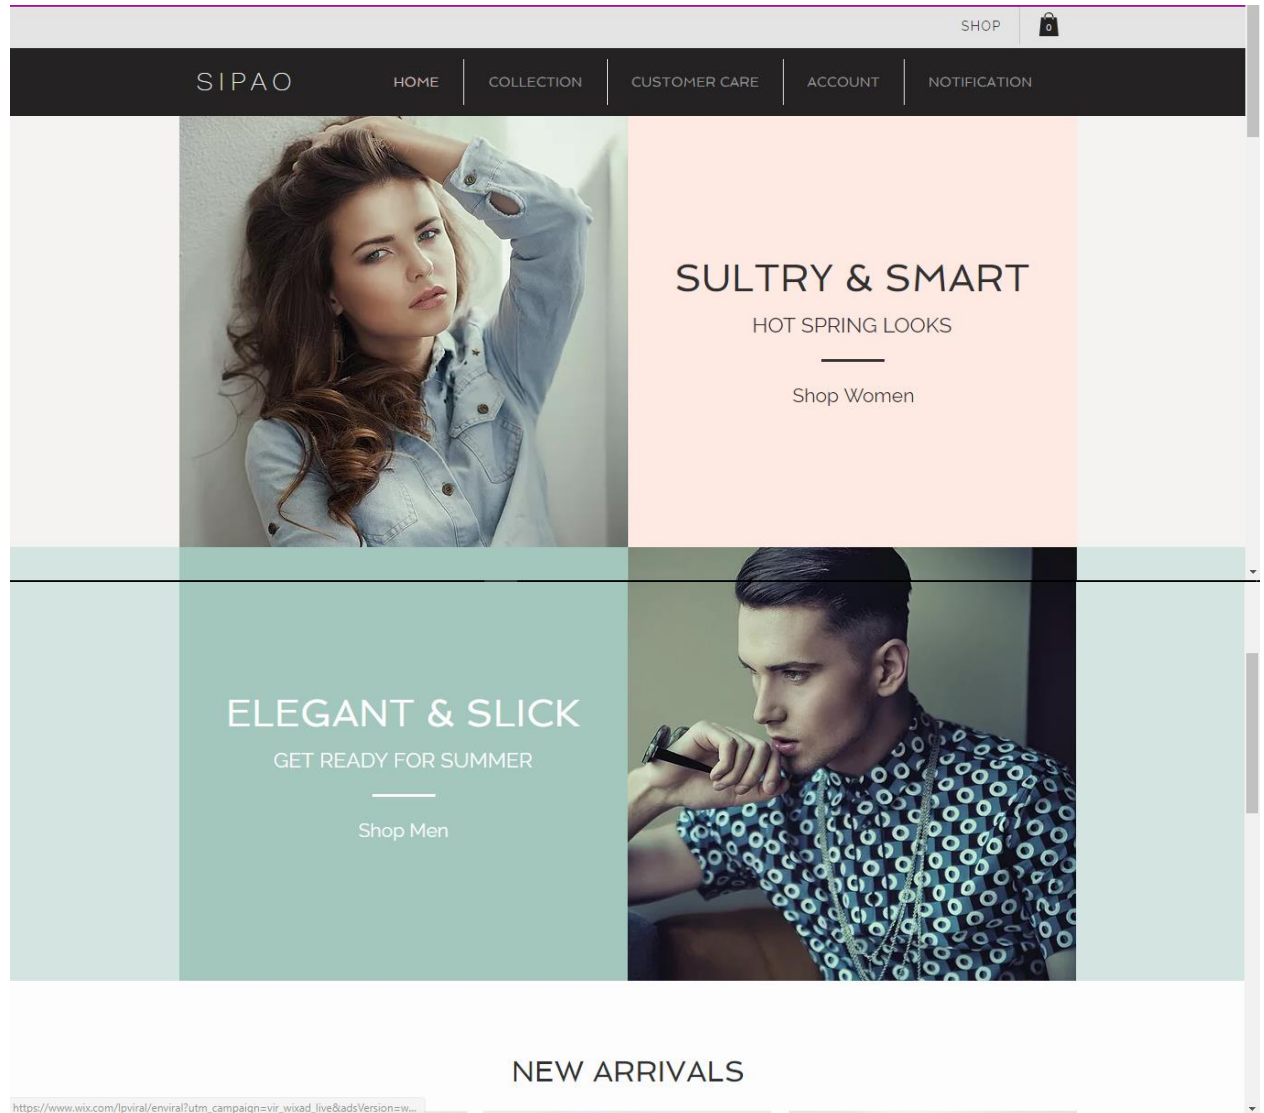 SHOP
0
SIPAO
HOME
COLLECTION
CUSTOMER CARE
ACCOUNT
NOTIFICATION
SULTRY & SMART
HOT SPRING LOOKS
Shop Women
ELEGANT & SLICK
GET READY FOR SUMMER
Shop Men
NEW ARRIVALS
https://www.wix.com/lpviral/enviral?utm_campaign=vir_wixad_live&adsVersion=w...